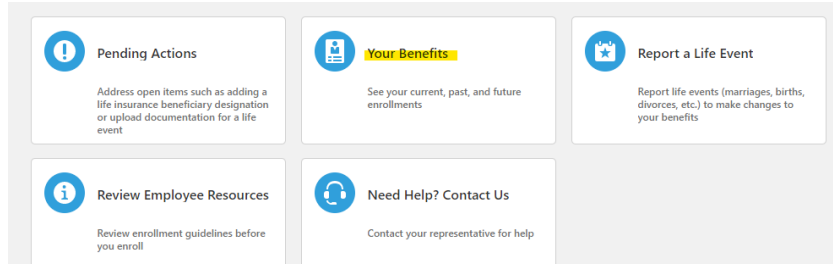 Pending Actions
Address open items such as adding a
life insurance beneficiary designation
or upload documentation for a life
event
Your Benefits
See your current, past, and future
enrollments
Report a Life Event
Report life events (marriages, births,
divorces, etc.) to make changes to
your benefits
Review Employee Resources
Review enrollment guidelines before
you enroll
Need Help? Contact Us
Contact your representative for help